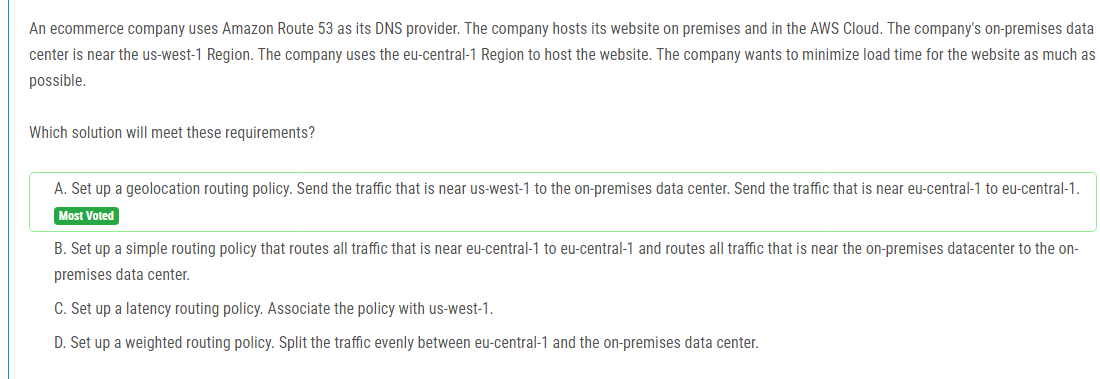 An ecommerce company uses Amazon Route 53 as its DNS provider. The company hosts its website on premises and in the AWS Cloud. The company's on-premises data
center is near the us-west-1 Region. The company uses the eu-central-1 Region to host the website. The company wants to minimize load time for the website as much as
possible.
Which solution will meet these requirements?
A. Set up a geolocation routing policy. Send the traffic that is near us-west-1 to the on-premises data center. Send the traffic that is near eu-central-1 to eu-central-1.
Most Voted
B. Set up a simple routing policy that routes all traffic that is near eu-central-1 to eu-central-1 and routes all traffic that is near the on-premises datacenter to the on-
premises data center.
C. Set up a latency routing policy. Associate the policy with us-west-1.
D. Set up a weighted routing policy. Split the traffic evenly between eu-central-1 and the on-premises data center.